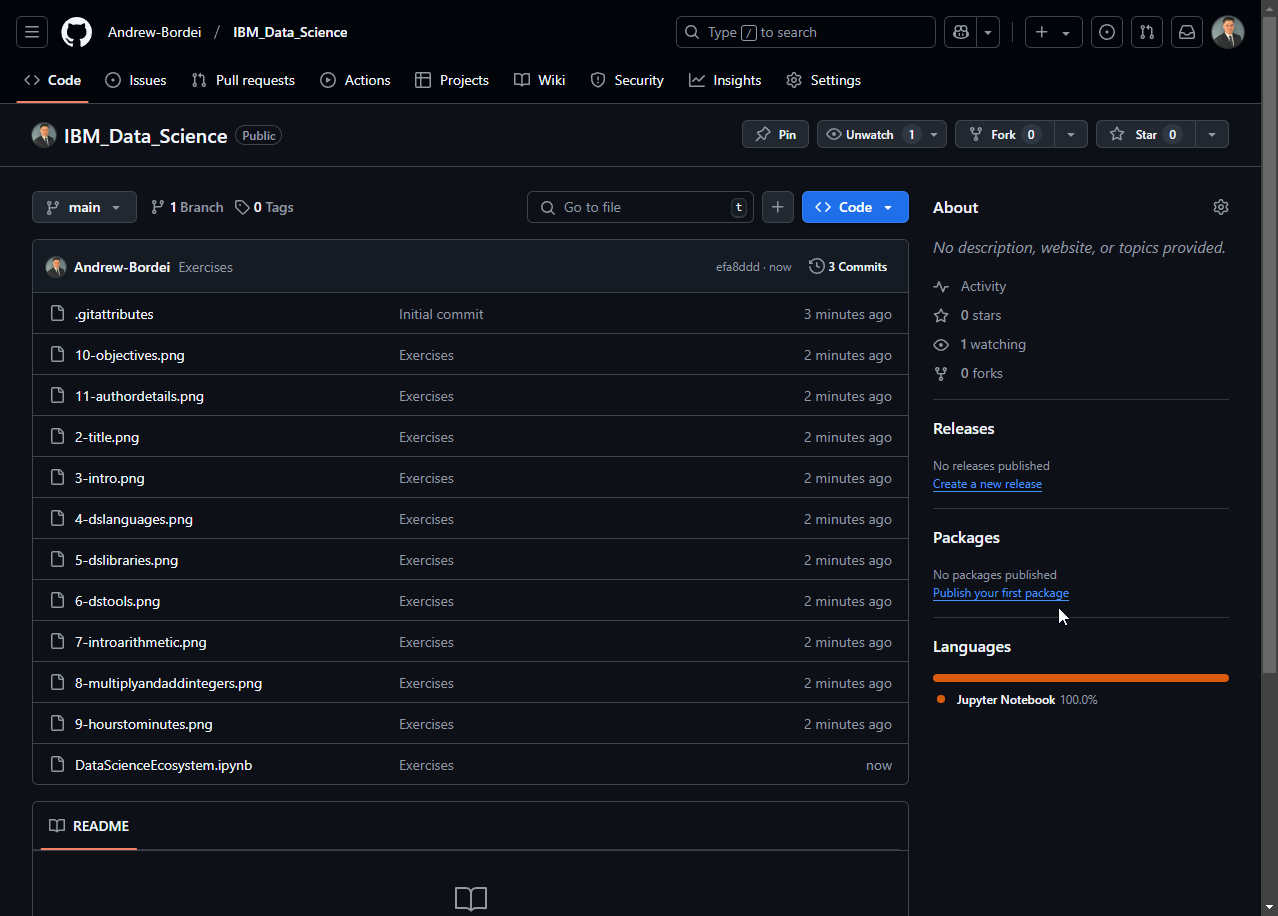 Andrew-Bordei / IBM_Data_Science
Type / to search
Code Issues Pull requests Actions Projects Wiki Security Insights Settings
IBM_Data_Science Public
Pin Unwatch 1 Fork 0 Star 0
main 1 Branch 0 Tags
Go to file t
Code
Andrew-Bordei Exercises efa8ddd · now 3 Commits
.gitattributes Initial commit 3 minutes ago
10-objectives.png Exercises 2 minutes ago
11-authordetails.png Exercises 2 minutes ago
2-title.png Exercises 2 minutes ago
3-intro.png Exercises 2 minutes ago
4-dslanguages.png Exercises 2 minutes ago
5-dslibraries.png Exercises 2 minutes ago
6-dstools.png Exercises 2 minutes ago
7-introarithmetic.png Exercises 2 minutes ago
8-multiplyandaddintegers.png Exercises 2 minutes ago
9-hourstominutes.png Exercises 2 minutes ago
DataScienceEcosystem.ipynb Exercises now
README
About
No description, website, or topics provided.
Activity
0 stars
1 watching
0 forks
Releases
No releases published
Create a new release
Packages
No packages published
Publish your first package
Languages
Jupyter Notebook 100.0%